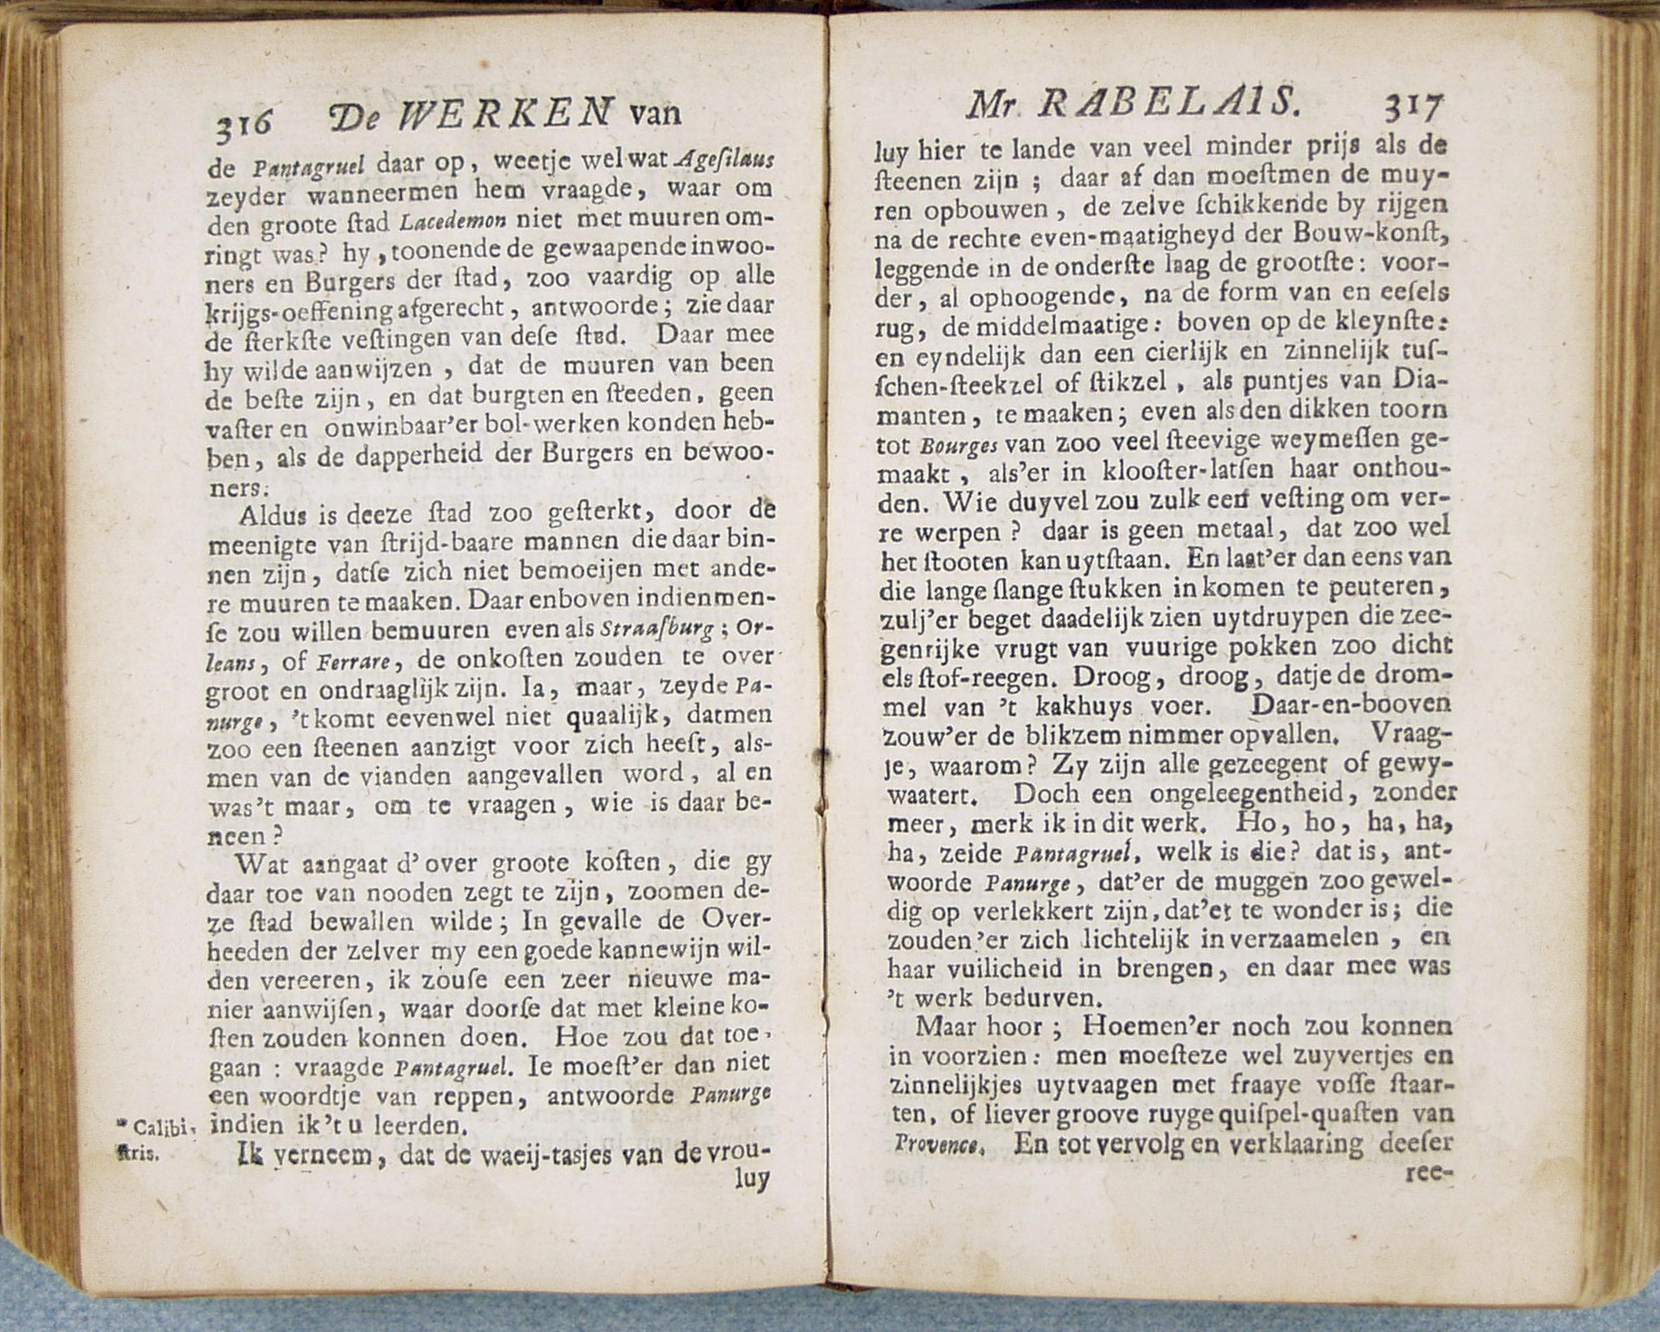 316 De WERKEN van
de Pantagruel daar op, weetje wel wat Ageſilaus
zeyder wanneermen hem vraagde, waar om
den groote ſtad Lacedemon niet met muuren om-
ringt was? hy, toonende de gewaapende inwoo-
ners en Burgers der ſtad, zoo vaardig op alle
krijgs-oeffening afgerecht, antwoorde; zie daar
de ſterkſte veſtingen van deſe ſtad. Daar mee
hy wilde aanwijzen, dat de muuren van been
de beſte zijn, en dat burgten en ſteeden, geen
vaſter en onwinbaar'er bol-werken konden heb-
ben, als de dapperheid der Burgers en bewoo-
ners.
Aldus is deeze ſtad zoo geſterkt, door de
meenigte van ſtrijd-baare mannen die daar bin-
nen zijn, datſe zich niet bemoeijen met ande-
re muuren te maaken. Daar enboven indienmen-
ſe zou willen bemuuren even als Straaſburg; Or-
leans, of Ferrare, de onkoſten zouden te over
groot en ondraaglijk zijn. Ia, maar, zeyde Pa-
nurge, 't komt eevenwel niet quaalijk, datmen
zoo een ſteenen aanzigt voor zich heeft, als-
men van de vianden aangevallen word, al en
was't maar, om te vraagen, wie is daar be-
neen?
Wat aangaat d'over groote koſten, die gy
daar toe van nooden zegt te zijn, zoomen de-
ze ſtad bewallen wilde; In gevalle de Over-
heeden der zelver my een goede kannewijn wil-
den vereeren, ik zouſe een zeer nieuwe ma-
nier aanwijſen, waar doorſe dat met kleine ko-
ſten zouden konnen doen. Hoe zou dat toe-
gaan : vraagde Pantagruel. Ie moeſt'er dan niet
een woordtje van reppen, antwoorde Panurge
indien ik't u leerden.
* Calibi-
ſtris.
Ik verneem, dat de waeij-tasjes van de vrou-
luy
Mr. RABELAIS. 317
luy hier te lande van veel minder prijs als de
ſteenen zijn ; daar af dan moeſtmen de muy-
ren opbouwen, de zelve ſchikkende by rijgen
na de rechte even-maatigheyd der Bouw-konſt,
leggende in de onderſte laag de grootſte: voor-
der, al ophoogende, na de form van en eeſels
rug, de middelmaatige: boven op de kleynſte:
en eyndelijk dan een cierlijk en zinnelijk tuſ-
ſchen-ſteekzel of ſtikzel, als puntjes van Dia-
manten, te maaken; even als den dikken toorn
tot Bourges van zoo veel ſteevige weymeſſen ge-
maakt, als'er in klooſter-latſen haar onthou-
den. Wie duyvel zou zulk een veſting om ver-
re werpen ? daar is geen metaal, dat zoo wel
het ſtooten kan uytſtaan. En laat'er dan eens van
die lange ſlange ſtukken in komen te peuteren,
zulj'er beget daadelijk zien uytdruypen die zee-
genrijke vrugt van vuurige pokken zoo dicht
els ſtof-reegen. Droog, droog, datje de drom-
mel van 't kakhuys voer. Daar-en-booven
zouw'er de blikzem nimmer opvallen. Vraag-
je, waarom? Zy zijn alle gezeegent of gewy-
waatert. Doch een ongeleegentheid, zonder
meer, merk ik in dit werk. Ho, ho, ha, ha,
ha, zeide Pantagruel, welk is die? dat is, ant-
woorde Panurge, dat'er de muggen zoo gewel-
dig op verlekkert zijn, dat'et te wonder is; die
zouden'er zich lichtelijk in verzaamelen, en
haar vuilicheid in brengen, en daar mee was
't werk bedurven.
Maar hoor ; Hoemen'er noch zou konnen
in voorzien: men moeſteze wel zuyvertjes en
zinnelijkjes uytvaagen met fraaye voſſe ſtaar-
ten, of liever groove ruyge quiſpel-quaſten van
Provence. En tot vervolg en verklaaring deeſer
ree-